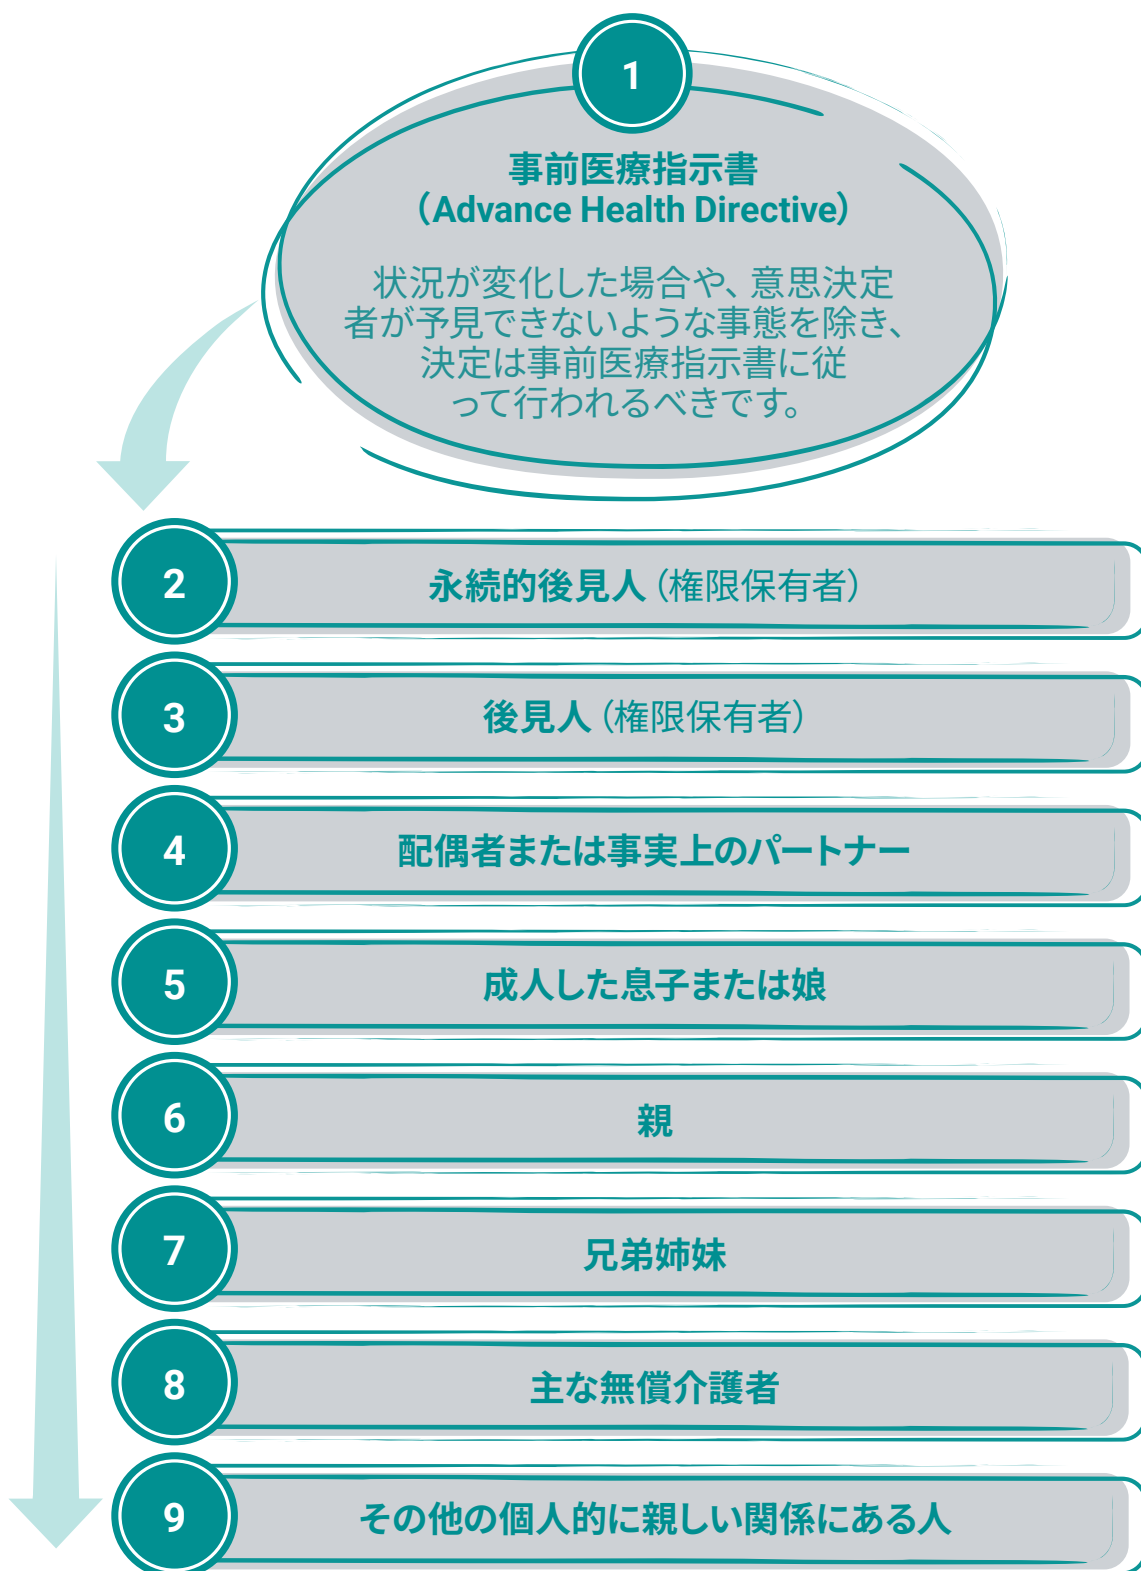 1
事前医療指示書
（Advance Health Directive）
状況が変化した場合や、意思決定
者が予見できないような事態を除き、
決定は事前医療指示書に従
って行われるべきです。
2
永続的後見人（権限保有者）
3
後見人（権限保有者）
4
配偶者または事実上のパートナー
5
成人した息子または娘
6
親
7
兄弟姉妹
8
主な無償介護者
9
その他の個人的に親しい関係にある人